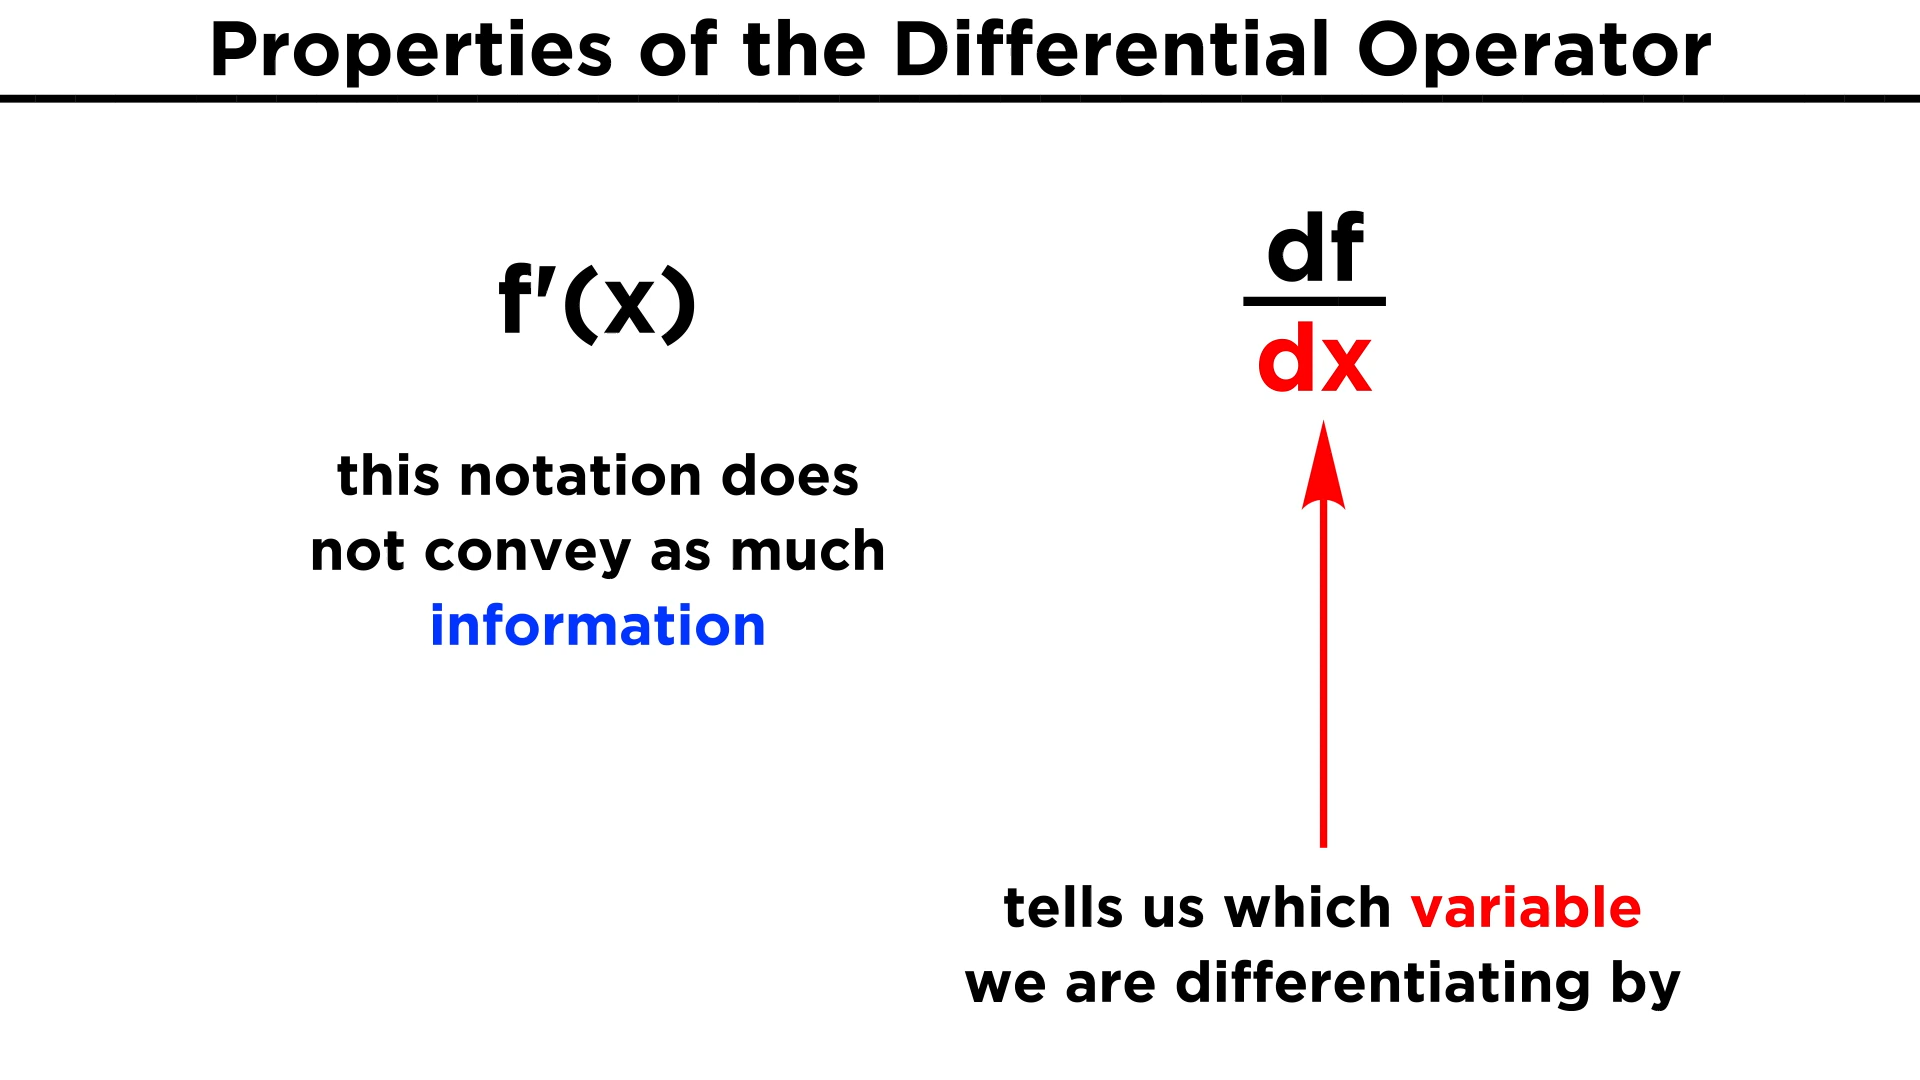 Properties of the Differential Operator
f'(x)
this notation does
not convey as much
information
df
dx
tells us which variable
we are differentiating by